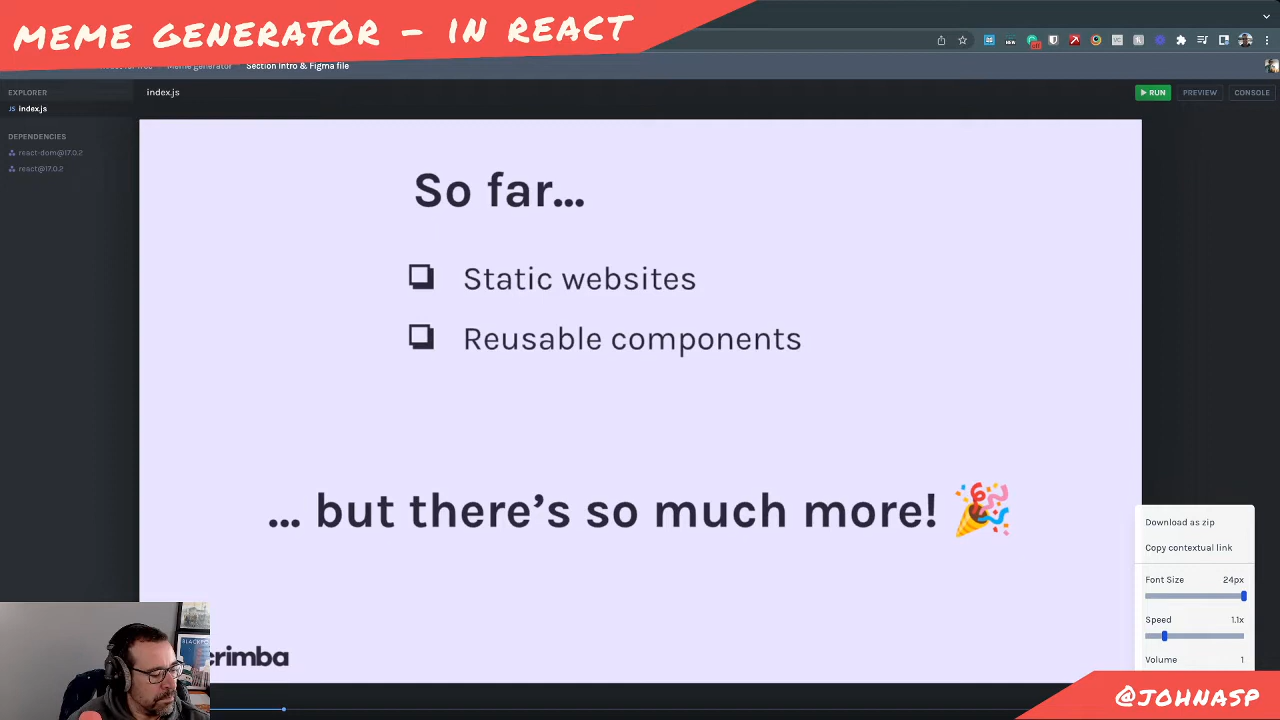 MEME GENERATOR - IN REACT
Meme generator
Section Intro & Figma file
EXPLORER
JS index.js
DEPENDENCIES
react-dom@17.0.2
react@17.0.2
index.js
RUN
PREVIEW
CONSOLE
So far...
Static websites
Reusable components
... but there's so much more! 🎉
crimba
Download as zip
Copy contextual link
Font Size 24px
Speed 1.1x
Volume 1
@JOHNASP